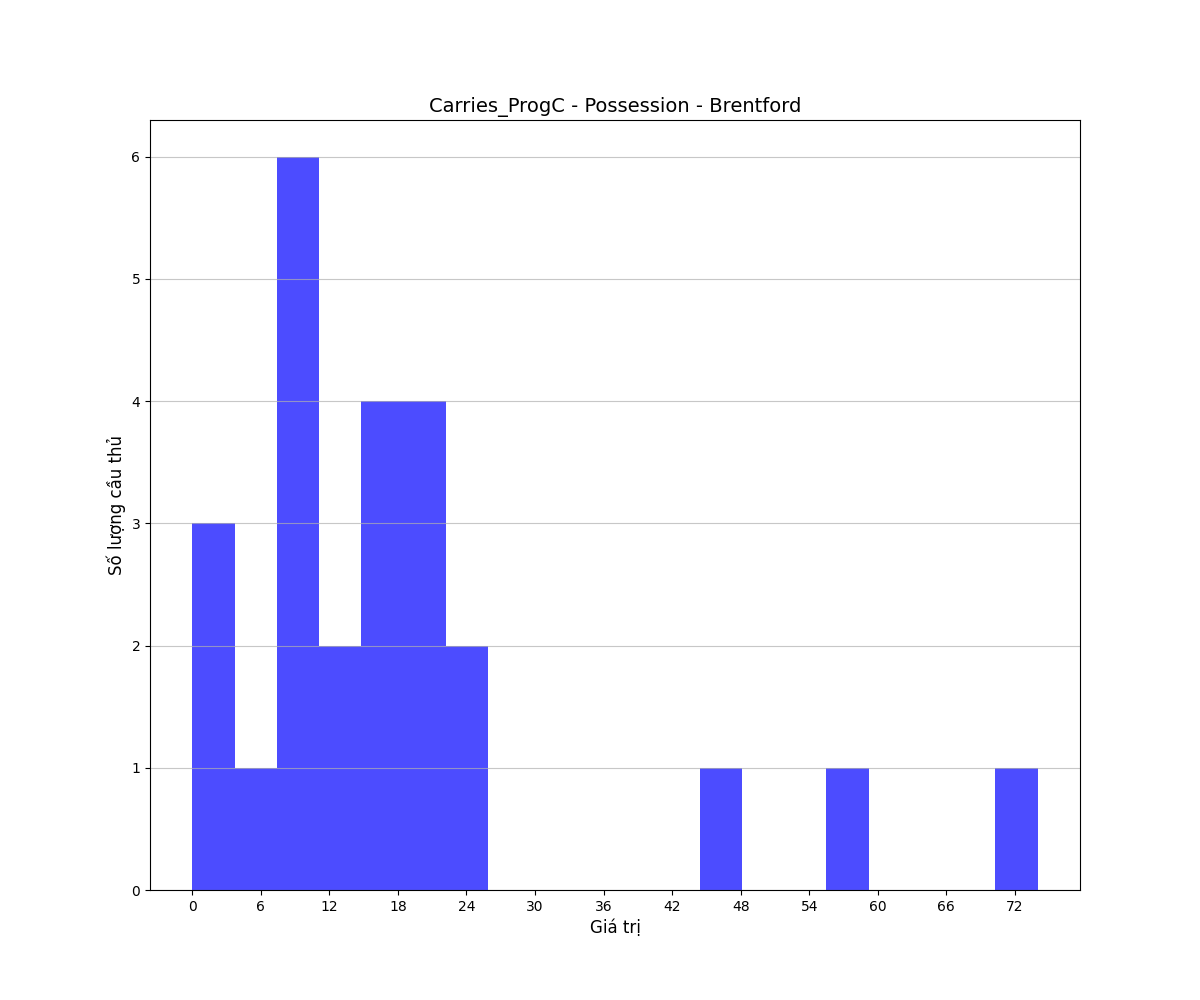 Carries_ProgC - Possession - Brentford
6
5
4
3
2
1
0
Số lượng cầu thủ
0 6 12 18 24 30 36 42 48 54 60 66 72
Giá trị